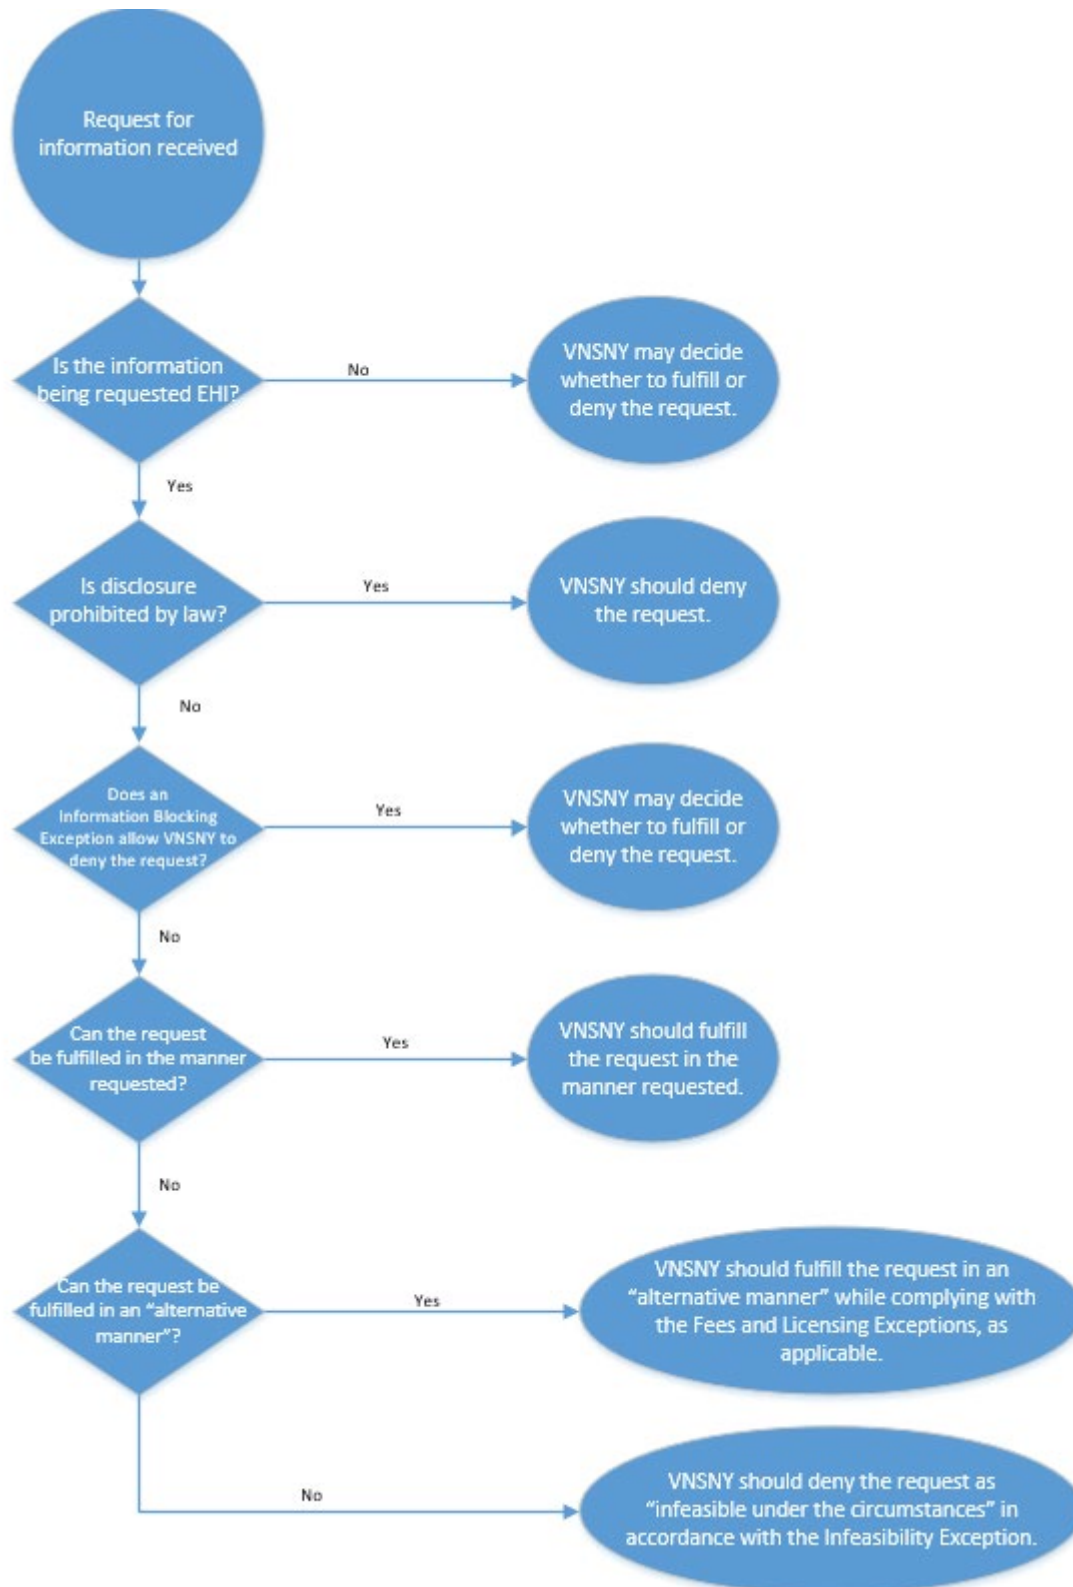 Request for
information received
Is the information
being requested EHI?
No
VNSNY may decide
whether to fulfill or
deny the request.
Yes
Is disclosure
prohibited by law?
Yes
VNSNY should deny
the request.
No
Does an
Information Blocking
Exception allow VNSNY to
deny the request?
Yes
VNSNY may decide
whether to fulfill or
deny the request.
No
Can the request
be fulfilled in the manner
requested?
Yes
VNSNY should fulfill
the request in the
manner requested.
No
Can the request be
fulfilled in an “alternative
manner”?
Yes
VNSNY should fulfill the request in an
“alternative manner” while complying with
the Fees and Licensing Exceptions, as
applicable.
No
VNSNY should deny the request as
“infeasible under the circumstances” in
accordance with the Infeasibility Exception.